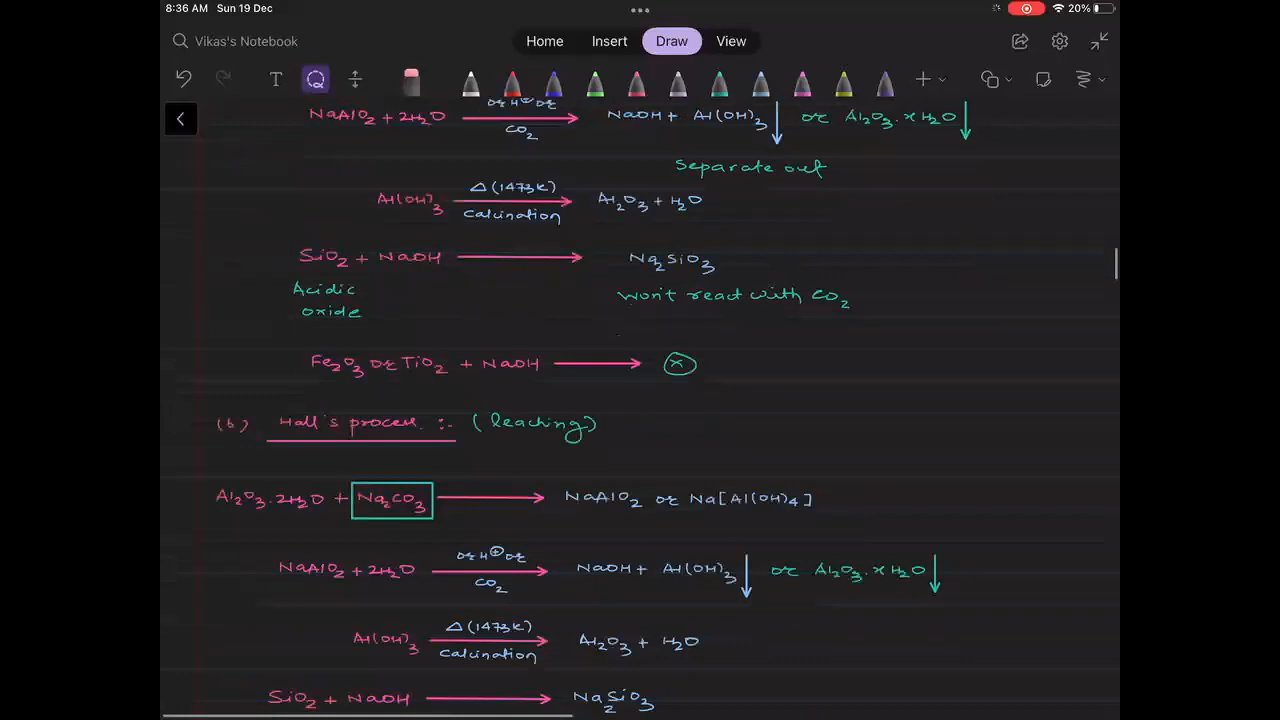 8:36 AM Sun 19 Dec
20%
Vikas's Notebook
Home Insert Draw View
NaAlO2 + 2H2O or H⊕ or CO2 → NaOH + Al(OH)3 ↓ or Al2O3.xH2O ↓
Separate out
Al(OH)3 Δ(1473K) Calcination → Al2O3 + H2O
SiO2 + NaOH → Na2SiO3
Acidic oxide
won't react with CO2
Fe2O3 or TiO2 + NaOH → ⊗
(b) Hall's process :- (leaching)
Al2O3.2H2O + Na2CO3 → NaAlO2 or Na[Al(OH)4]
NaAlO2 + 2H2O or H⊕ or CO2 → NaOH + Al(OH)3 ↓ or Al2O3.xH2O ↓
Al(OH)3 Δ(1473K) Calcination → Al2O3 + H2O
SiO2 + NaOH → Na2SiO3